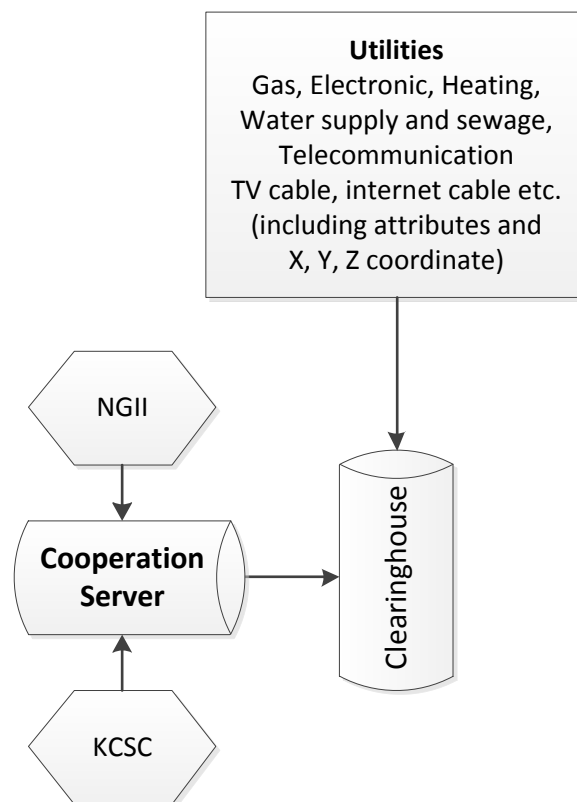 Utilities
Gas, Electronic, Heating,
Water supply and sewage,
Telecommunication
TV cable, internet cable etc.
(including attributes and
X, Y, Z coordinate)
NGII
Cooperation
Server
Clearinghouse
KCSC